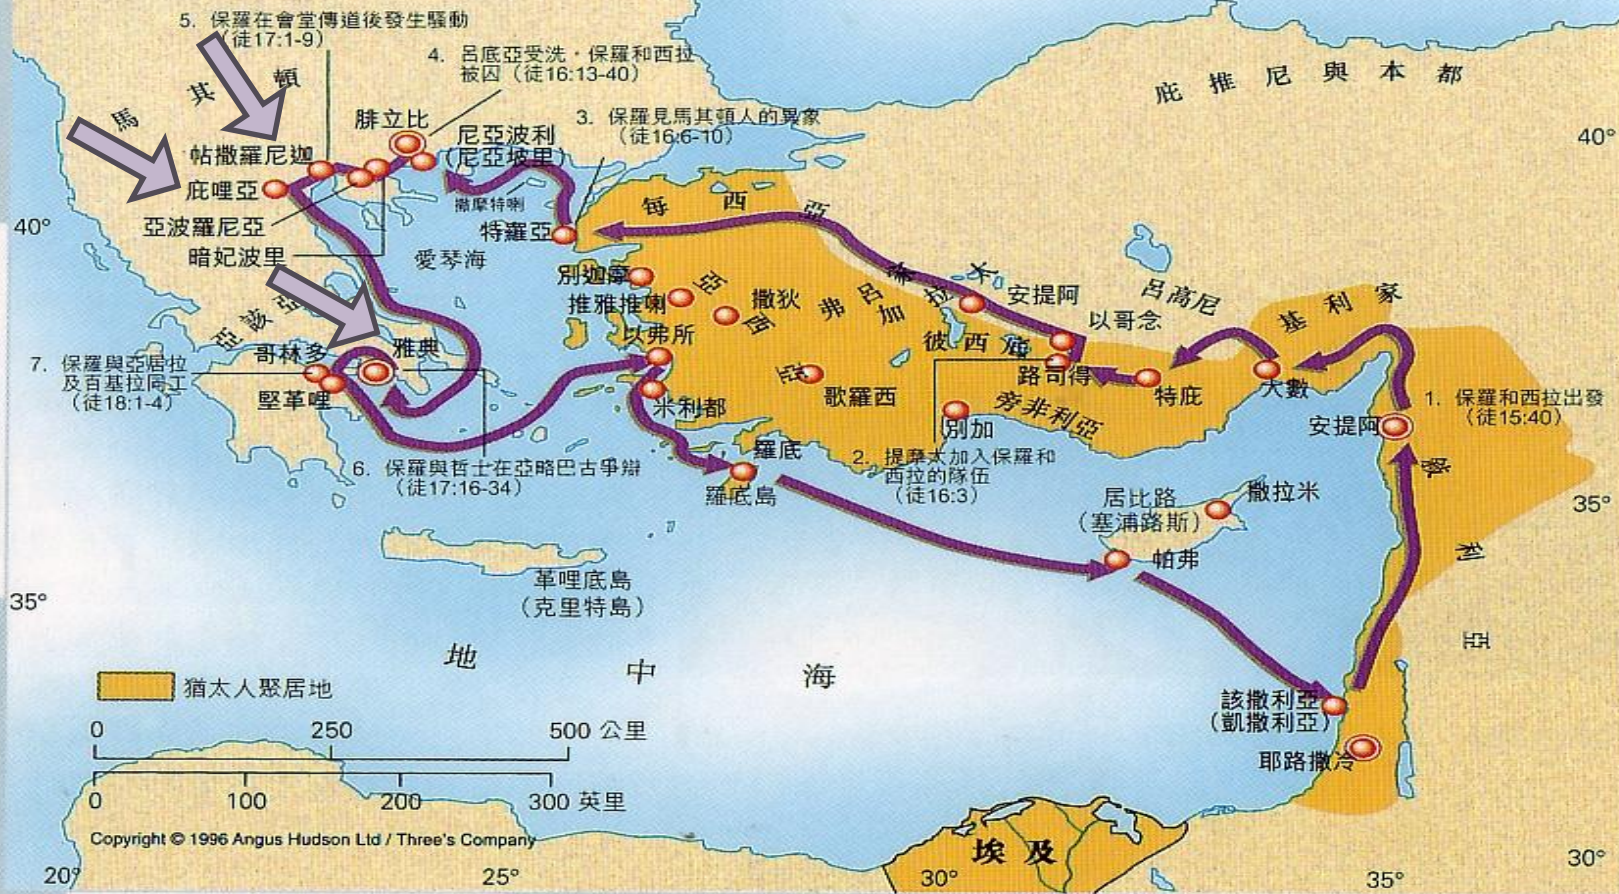 5. 保羅在會堂傳道後發生騷動
（徒17:1-9）
4. 呂底亞受洗，保羅和西拉
被囚（徒16:13-40）
3. 保羅見馬其頓人的異象
（徒16:6-10）
馬其頓
庇推尼與本都
40°
腓立比
尼亞波利
（尼亞坡里）
帖撒羅尼迦
庇哩亞
撒摩特喇
亞波羅尼亞
暗妃波里
40°
特羅亞
每西亞
愛琴海
別迦摩
推雅推喇
撒狄
亞西亞
弗呂家
加拉太
安提阿
呂高尼
以哥念
基利家
亞該亞
以弗所
彼西底
雅典
哥林多
堅革哩
7. 保羅與亞居拉
及百基拉同工
（徒18:1-4）
米利都
歌羅西
路司得
特庇
大數
旁非利亞
別加
1. 保羅和西拉出發
（徒15:40）
安提阿
6. 保羅與哲士在亞略巴古爭辯
（徒17:16-34）
2. 提摩太加入保羅和
西拉的隊伍
（徒16:3）
羅底
羅底島
居比路
（塞浦路斯）
撒拉米
帕弗
敘利亞
35°
革哩底島
（克里特島）
35°
地中海
猶太人聚居地
0 250 500 公里
0 100 200 300 英里
該撒利亞
（凱撒利亞）
耶路撒冷
埃及
Copyright © 1996 Angus Hudson Ltd / Three's Company
20° 25° 30° 35°
30°